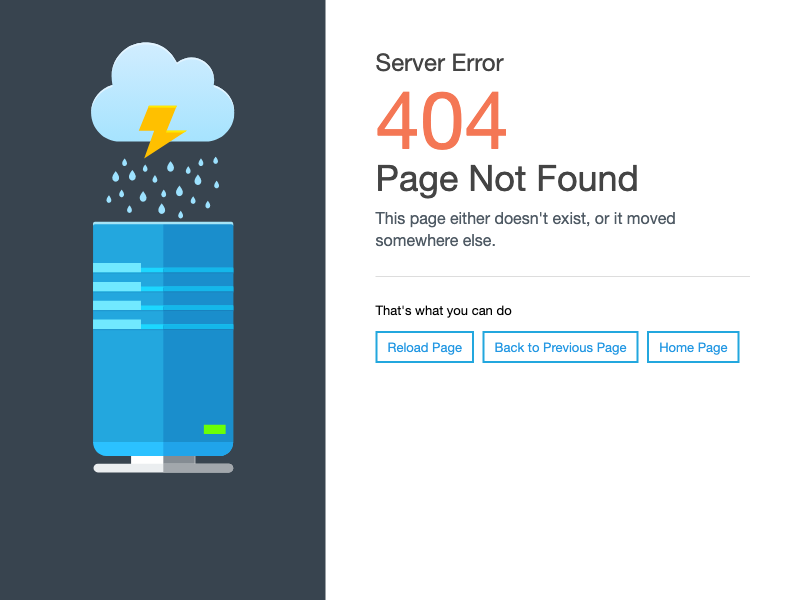 Server Error
404
Page Not Found
This page either doesn't exist, or it moved
somewhere else.
That's what you can do
Reload Page
Back to Previous Page
Home Page